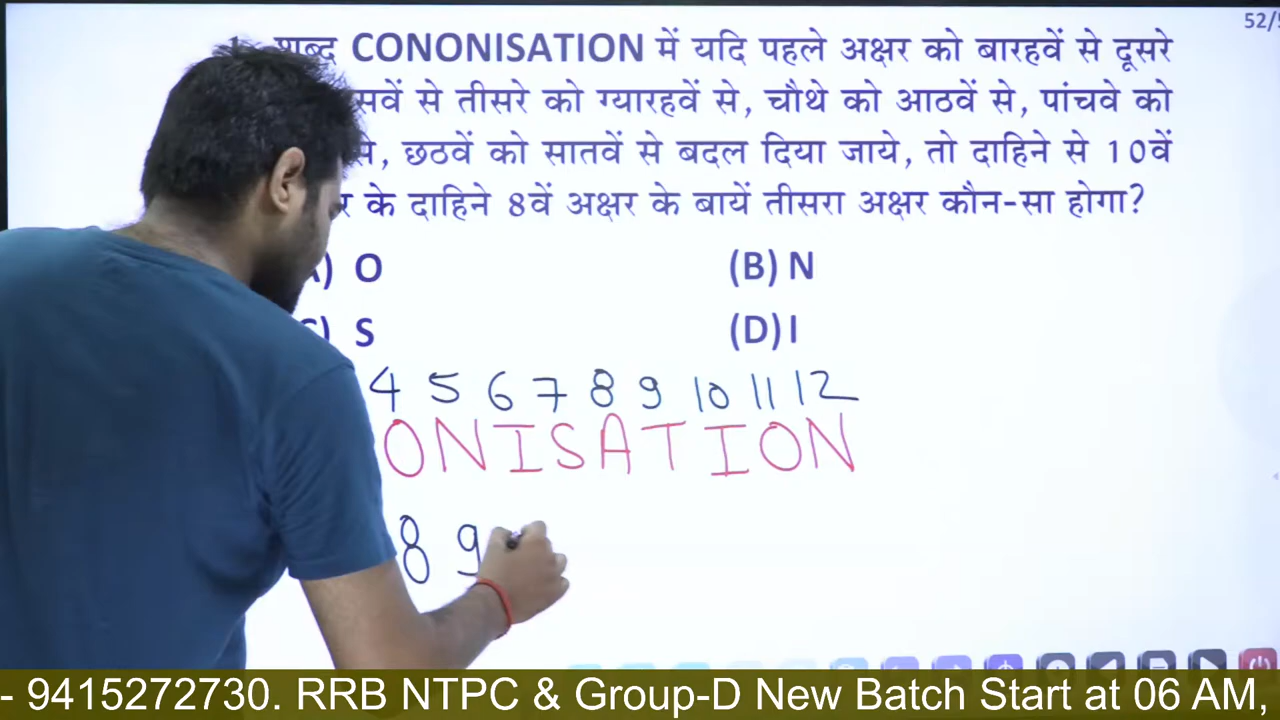 52/
शब्द CONONISATION में यदि पहले अक्षर को बारहवें से दूसरे
से तीसरे को ग्यारहवें से, चौथे को आठवें से, पांचवे को
से, छठवें को सातवें से बदल दिया जाये, तो दाहिने से 10वें
के दाहिने 8वें अक्षर के बायें तीसरा अक्षर कौन-सा होगा?
O (B) N
S (D) I
4 5 6 7 8 9 10 11 12
ONISATION
8 9
- 9415272730. RRB NTPC & Group-D New Batch Start at 06 AM,